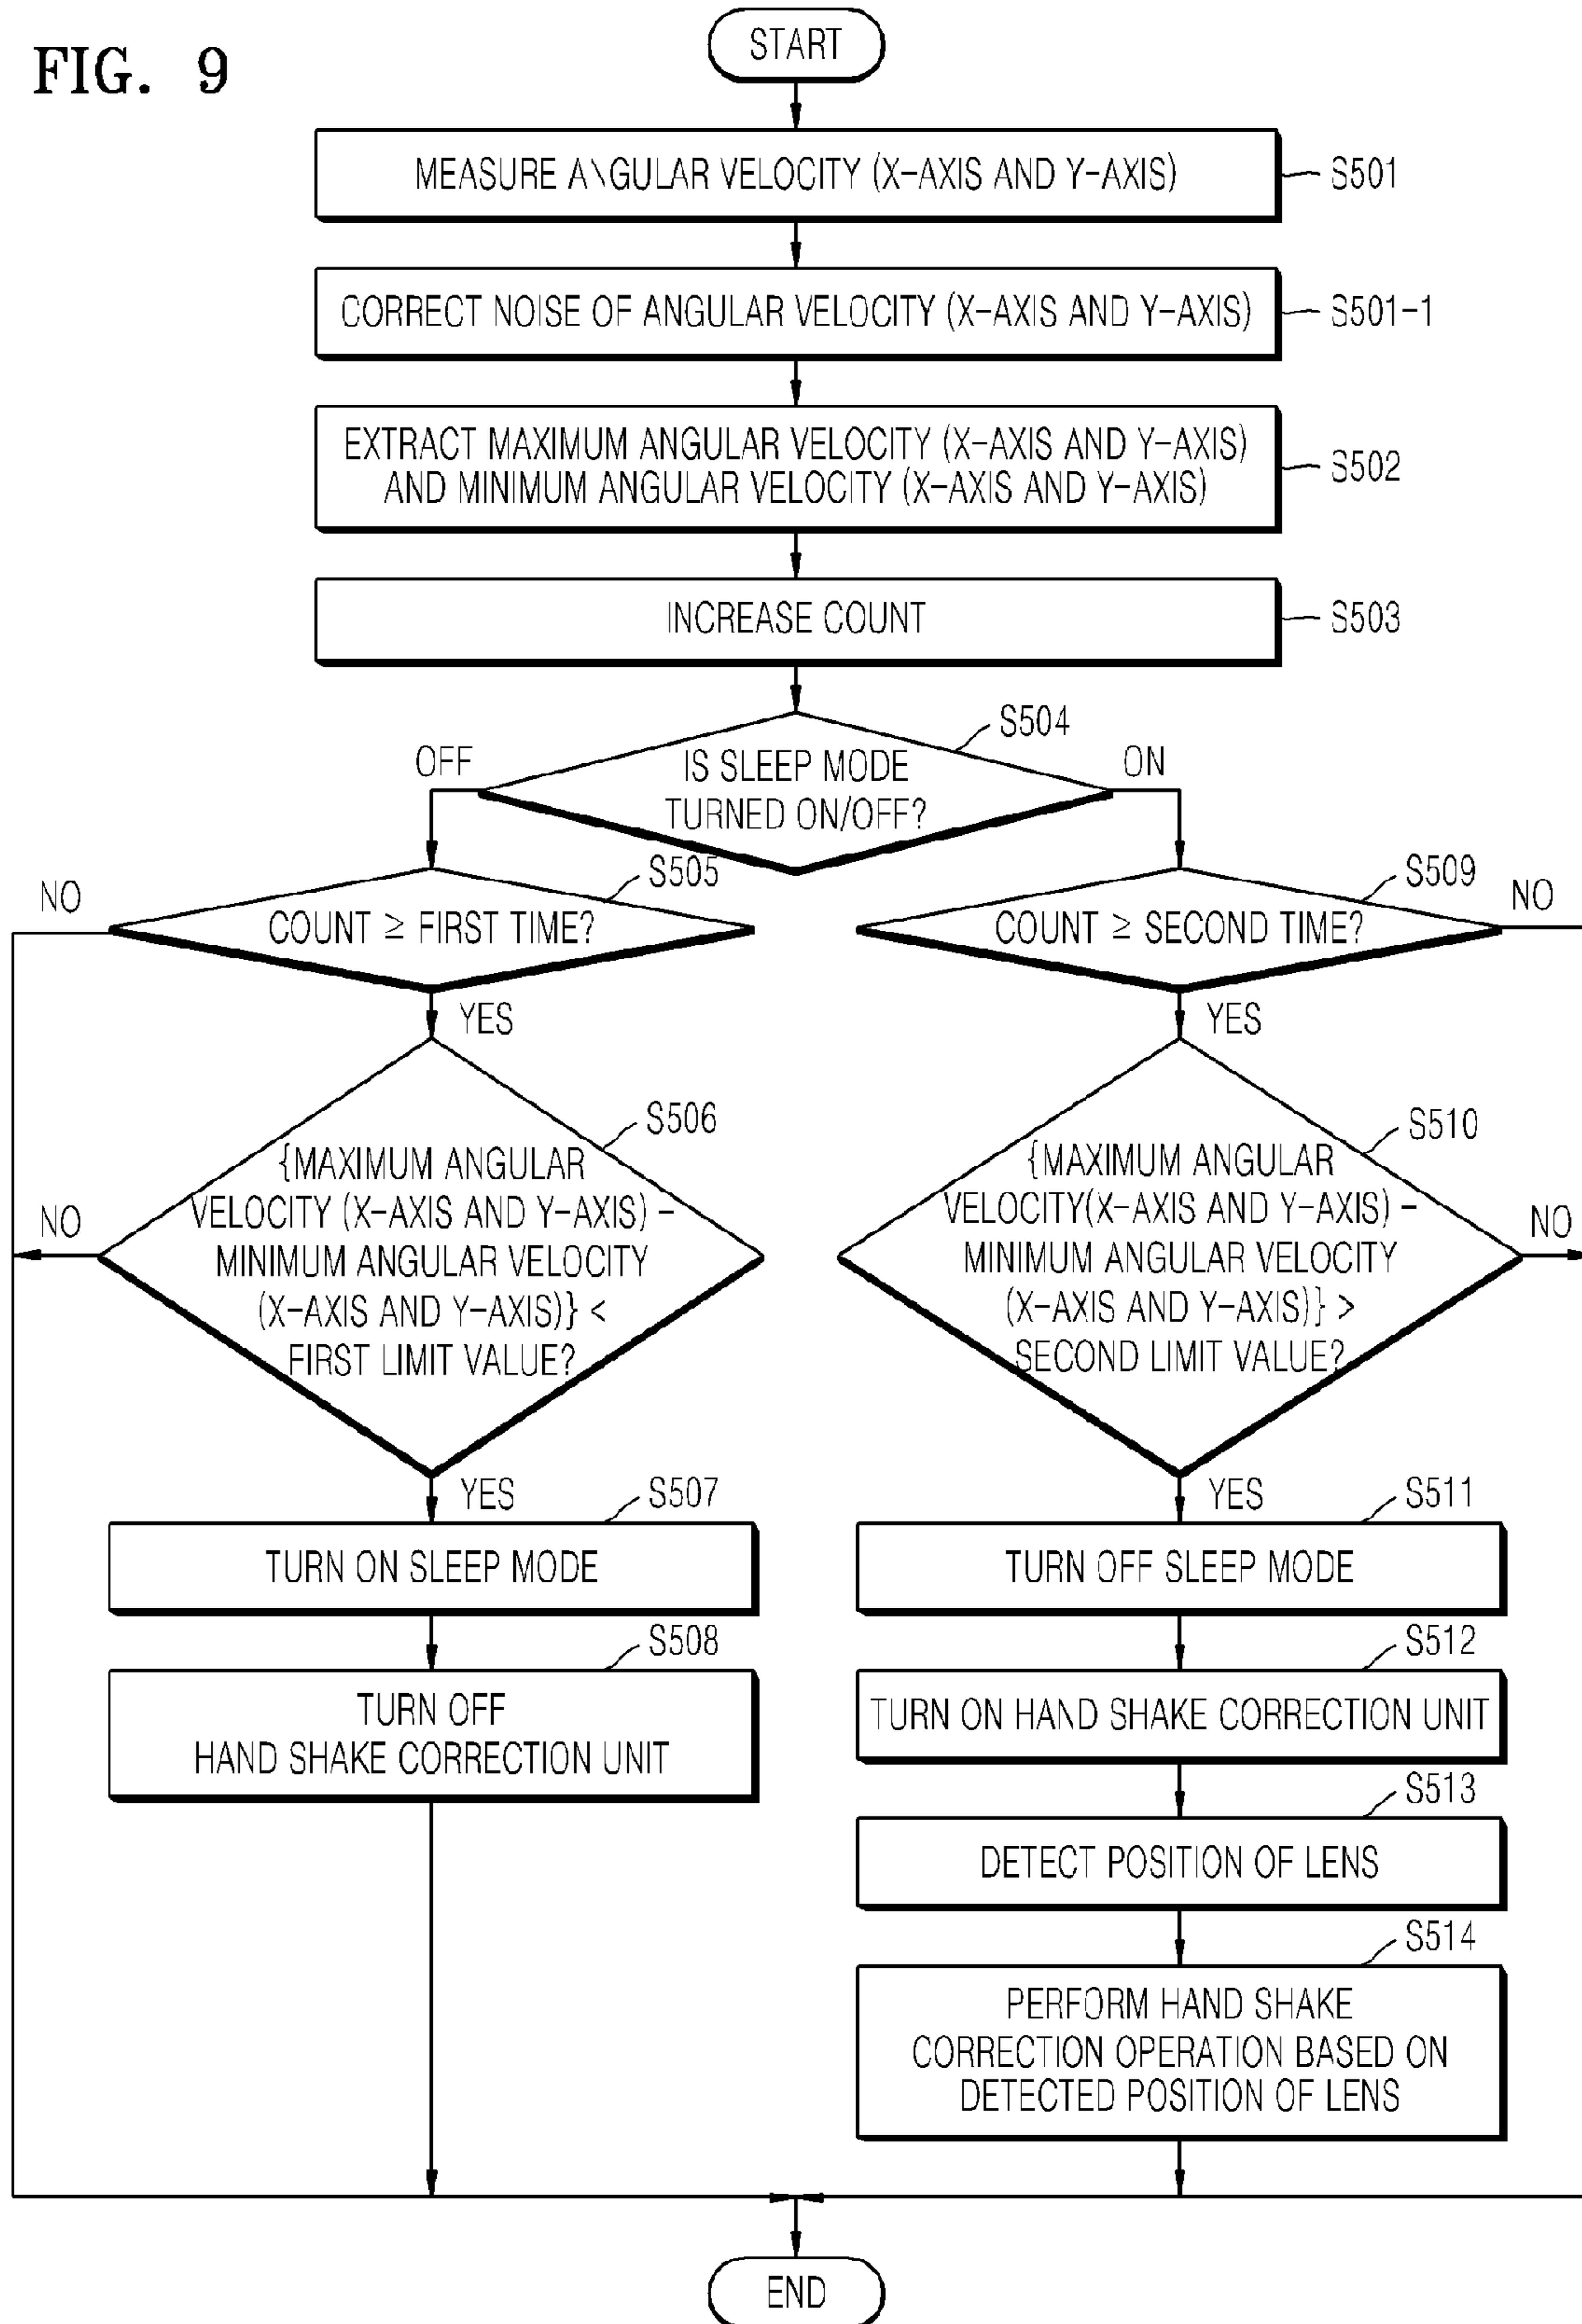 FIG. 9
START
MEASURE ANGULAR VELOCITY (X-AXIS AND Y-AXIS)
S501
CORRECT NOISE OF ANGULAR VELOCITY (X-AXIS AND Y-AXIS)
S501-1
EXTRACT MAXIMUM ANGULAR VELOCITY (X-AXIS AND Y-AXIS)
AND MINIMUM ANGULAR VELOCITY (X-AXIS AND Y-AXIS)
S502
INCREASE COUNT
S503
S504
OFF
IS SLEEP MODE
TURNED ON/OFF?
ON
S505
NO
COUNT ≥ FIRST TIME?
YES
S506
{MAXIMUM ANGULAR
VELOCITY (X-AXIS AND Y-AXIS) -
MINIMUM ANGULAR VELOCITY
(X-AXIS AND Y-AXIS)} <
FIRST LIMIT VALUE?
NO
YES
S507
TURN ON SLEEP MODE
S508
TURN OFF
HAND SHAKE CORRECTION UNIT
S509
NO
COUNT ≥ SECOND TIME?
YES
S510
{MAXIMUM ANGULAR
VELOCITY(X-AXIS AND Y-AXIS) -
MINIMUM ANGULAR VELOCITY
(X-AXIS AND Y-AXIS)} >
SECOND LIMIT VALUE?
NO
YES
S511
TURN OFF SLEEP MODE
S512
TURN ON HAND SHAKE CORRECTION UNIT
S513
DETECT POSITION OF LENS
S514
PERFORM HAND SHAKE
CORRECTION OPERATION BASED ON
DETECTED POSITION OF LENS
END